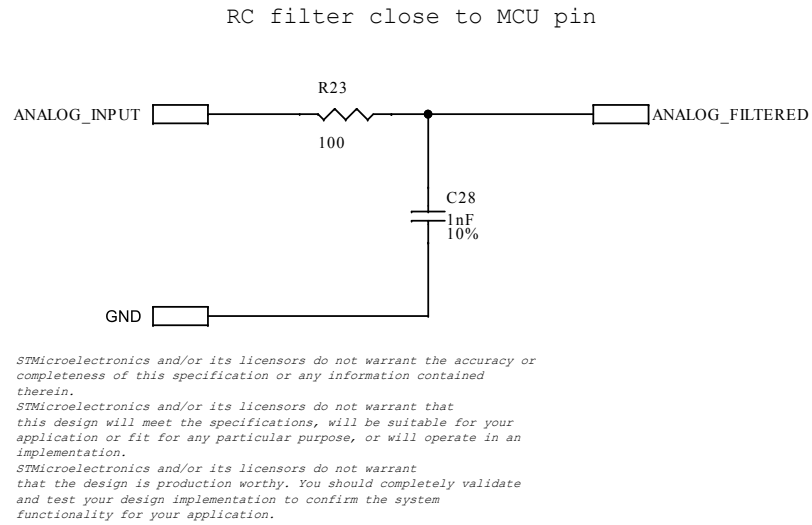 RC filter close to MCU pin
R23
ANALOG_INPUT
ANALOG_FILTERED
100
C28
1nF
10%
GND
STMicroelectronics and/or its licensors do not warrant the accuracy or
completeness of this specification or any information contained
therein.
STMicroelectronics and/or its licensors do not warrant that
this design will meet the specifications, will be suitable for your
application or fit for any particular purpose, or will operate in an
implementation.
STMicroelectronics and/or its licensors do not warrant
that the design is production worthy. You should completely validate
and test your design implementation to confirm the system
functionality for your application.